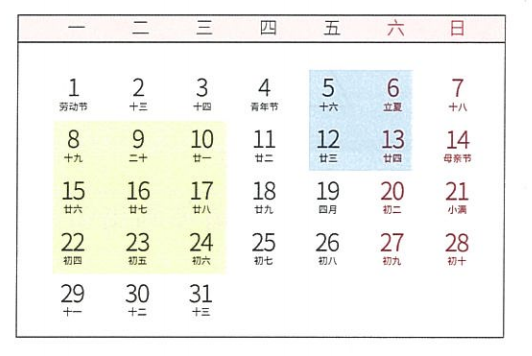 一 二 三 四 五 六 日
1 2 3 4 5 6 7
劳动节 十三 十四 青年节 十六 立夏 十八
8 9 10 11 12 13 14
十九 二十 廿一 廿二 廿三 廿四 母亲节
15 16 17 18 19 20 21
廿六 廿七 廿八 廿九 四月 初二 小满
22 23 24 25 26 27 28
初四 初五 初六 初七 初八 初九 初十
29 30 31
十一 十二 十三